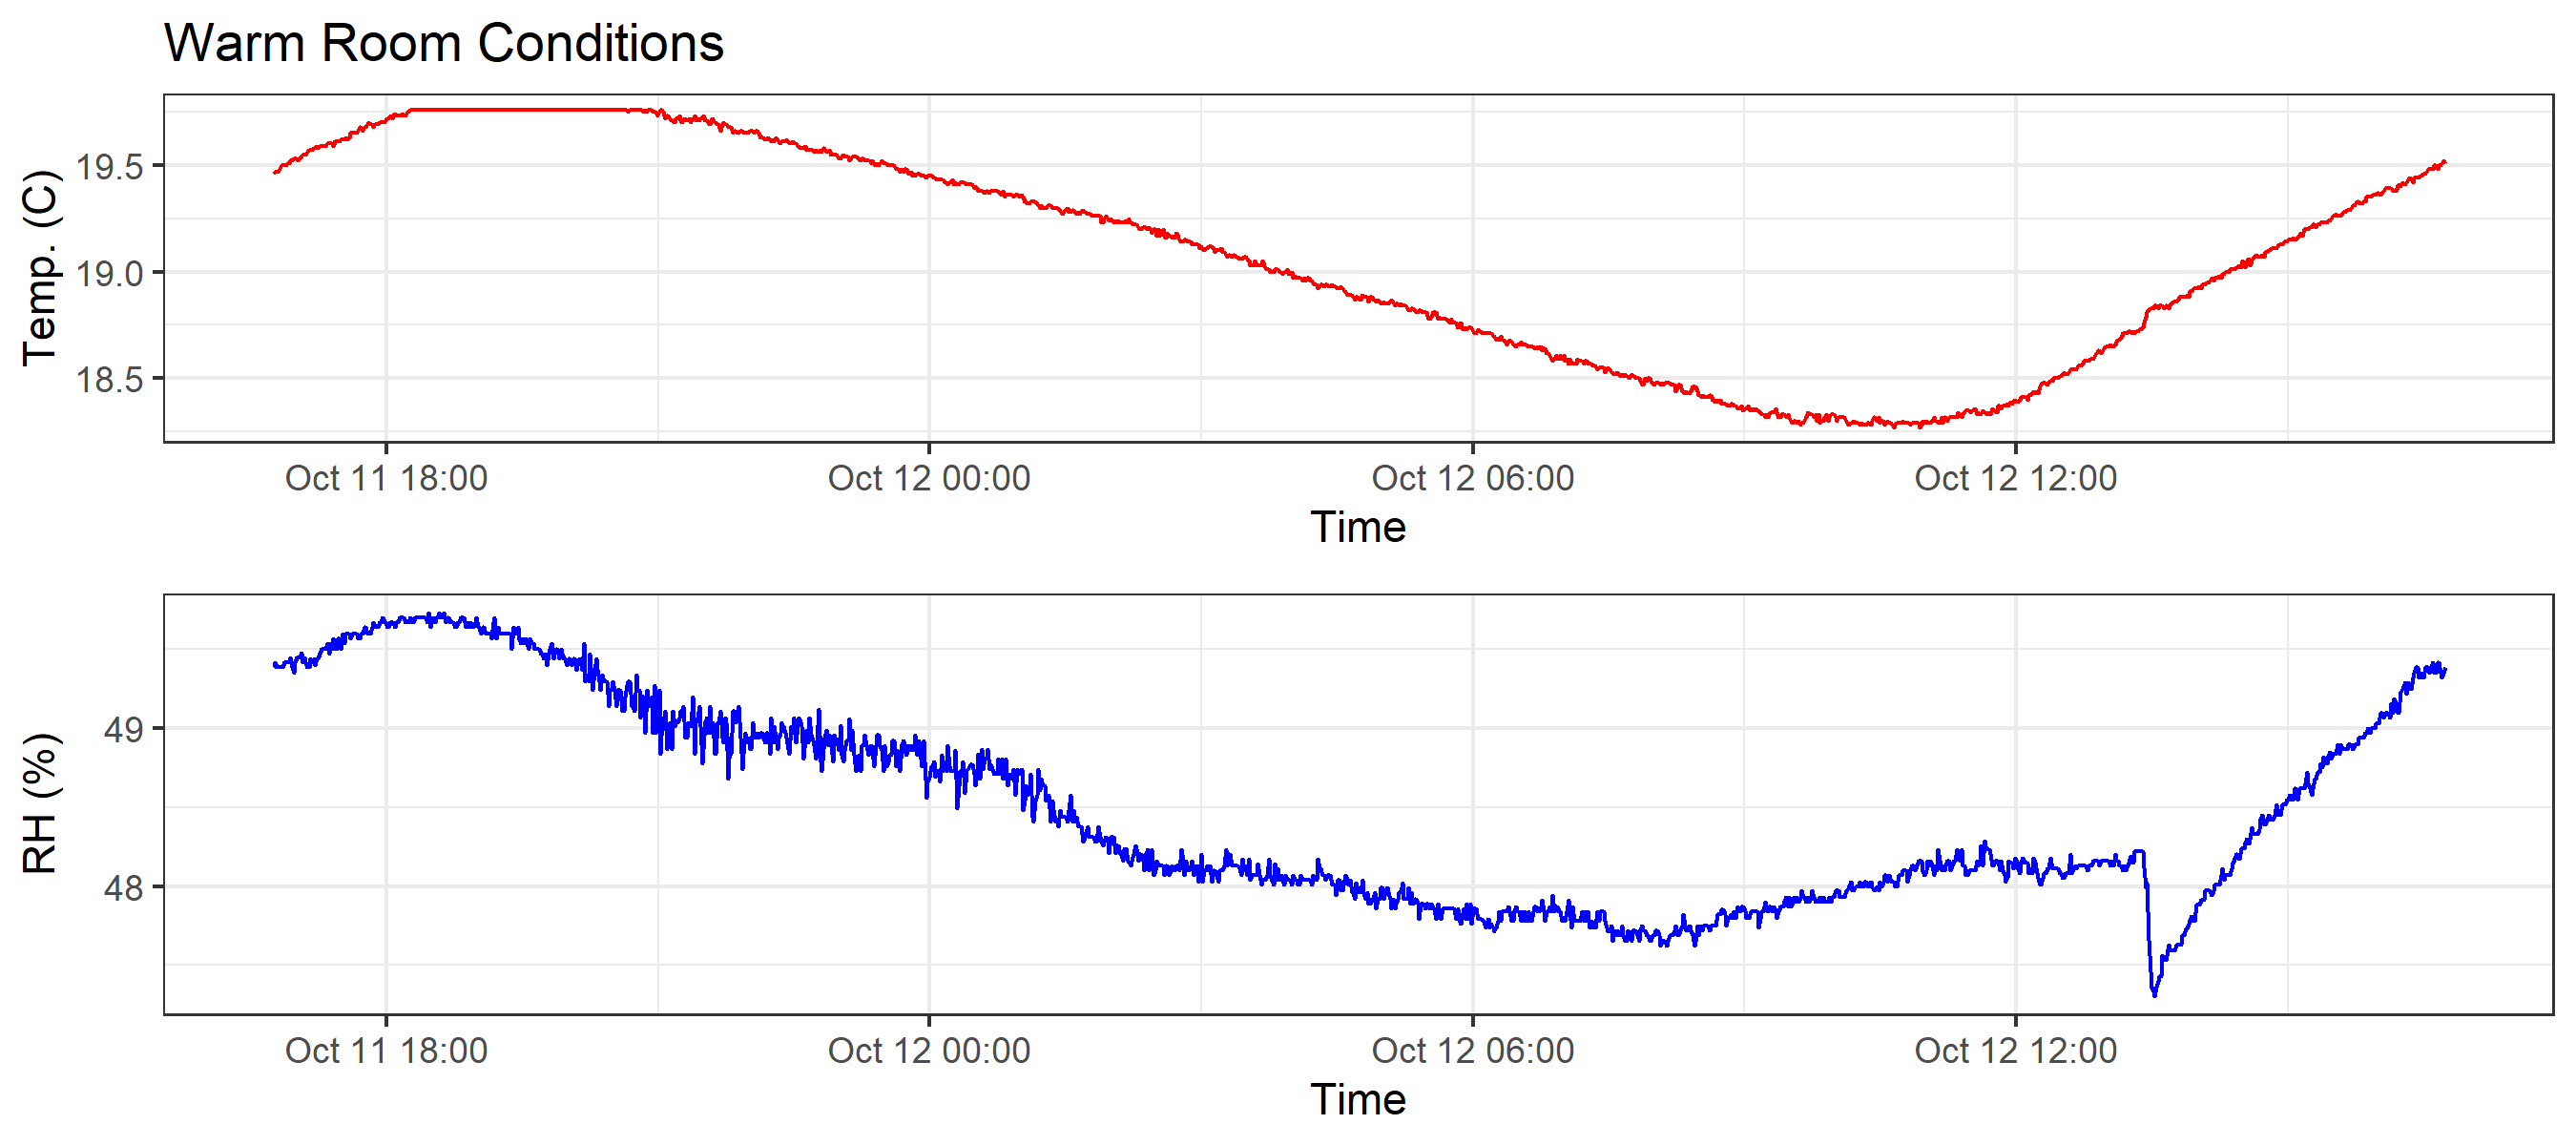 Warm Room Conditions
Temp. (C)
19.5
19.0
18.5
Oct 11 18:00 Oct 12 00:00 Oct 12 06:00 Oct 12 12:00
Time
RH (%)
49
48
Oct 11 18:00 Oct 12 00:00 Oct 12 06:00 Oct 12 12:00
Time